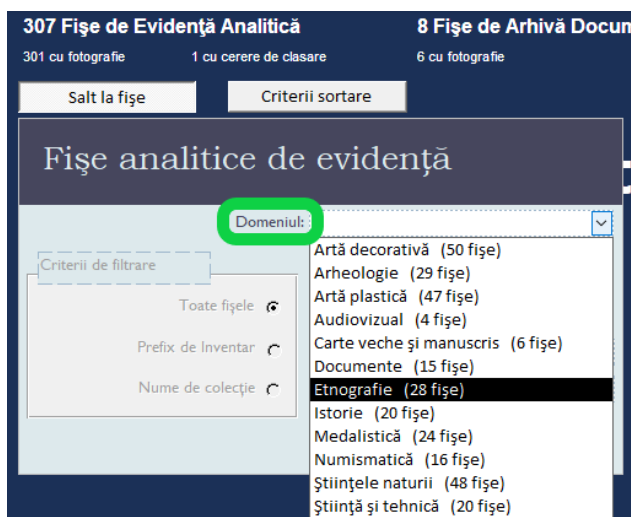 307 Fişe de Evidenţă Analitică
8 Fişe de Arhivă Docum
301 cu fotografie
1 cu cerere de clasare
6 cu fotografie
Salt la fişe
Criterii sortare
Fişe analitice de evidenţă
Domeniul:
Artă decorativă (50 fişe)
Criterii de filtrare
Arheologie (29 fişe)
Artă plastică (47 fişe)
Toate fişele
Audiovizual (4 fişe)
Prefix de Inventar
Carte veche şi manuscris (6 fişe)
Documente (15 fişe)
Nume de colecţie
Etnografie (28 fişe)
Istorie (20 fişe)
Medalistică (24 fişe)
Numismatică (16 fişe)
Ştiinţele naturii (48 fişe)
Ştiinţă şi tehnică (20 fişe)